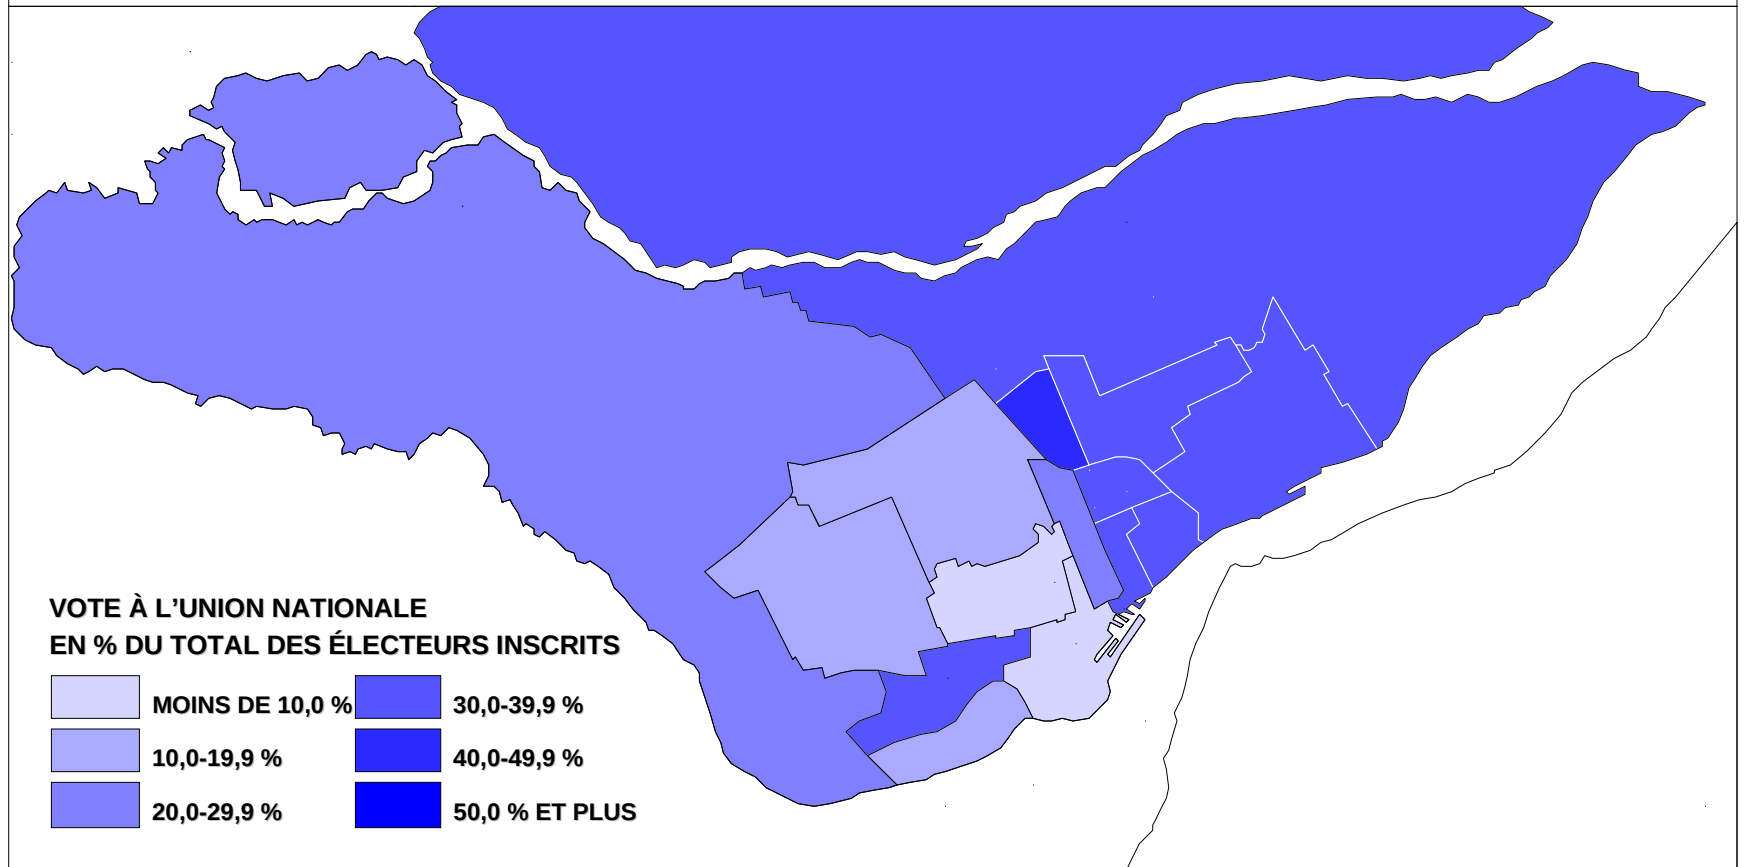 VOTE À L’UNION NATIONALE
EN % DU TOTAL DES ÉLECTEURS INSCRITS
MOINS DE 10,0 %
30,0-39,9 %
10,0-19,9 %
40,0-49,9 %
20,0-29,9 %
50,0 % ET PLUS